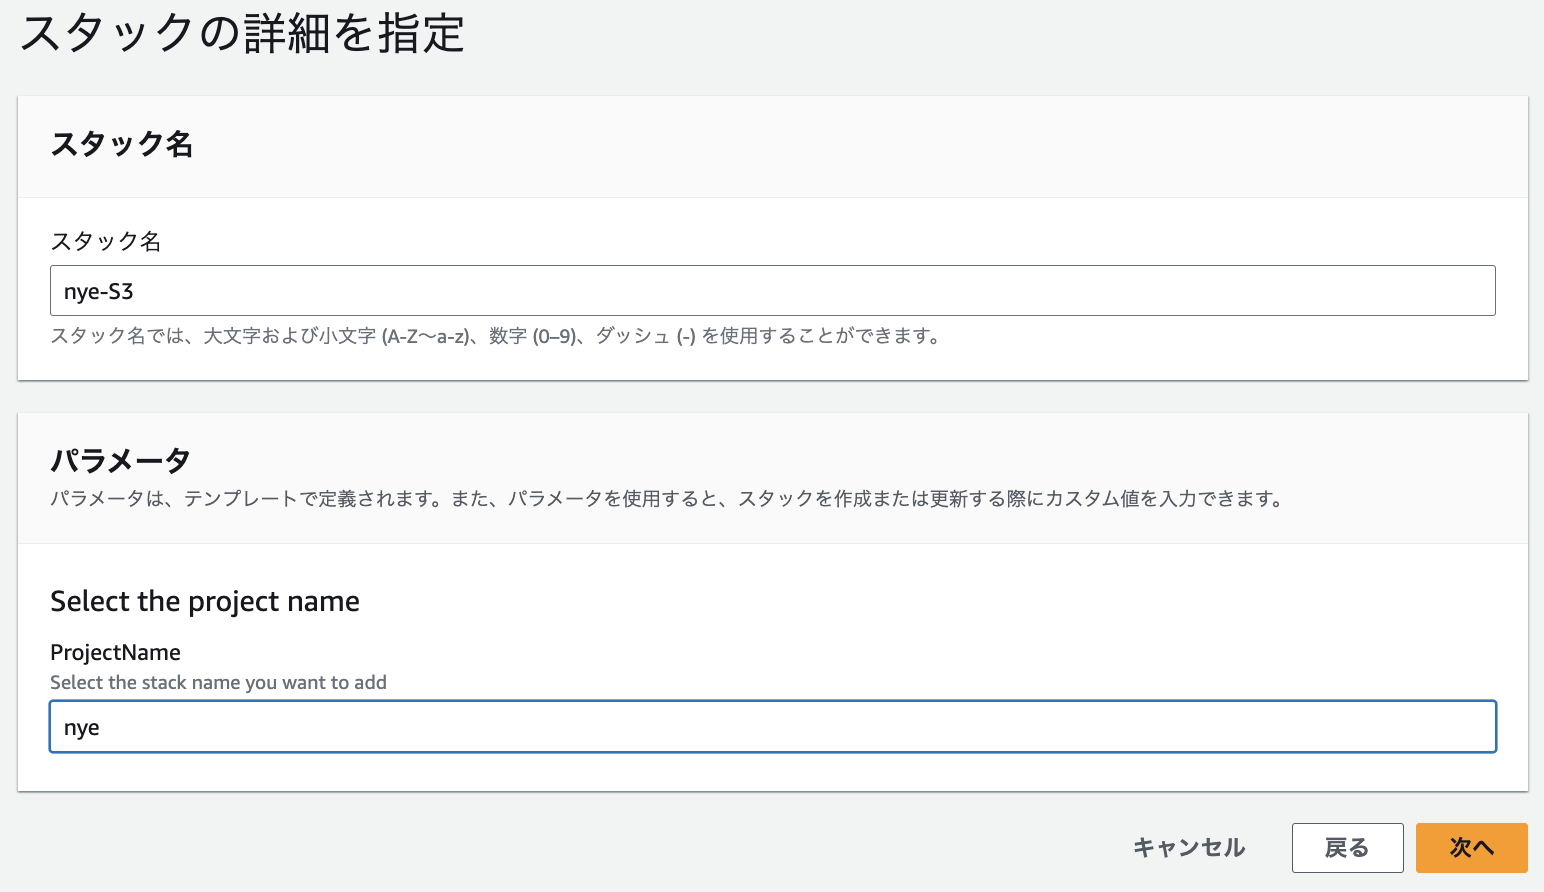 スタックの詳細を指定
スタック名
スタック名
nye-S3
スタック名では、大文字および小文字 (A-Z〜a-z)、数字 (0–9)、ダッシュ (-) を使用することができます。
パラメータ
パラメータは、テンプレートで定義されます。また、パラメータを使用すると、スタックを作成または更新する際にカスタム値を入力できます。
Select the project name
ProjectName
Select the stack name you want to add
nye
キャンセル 戻る 次へ